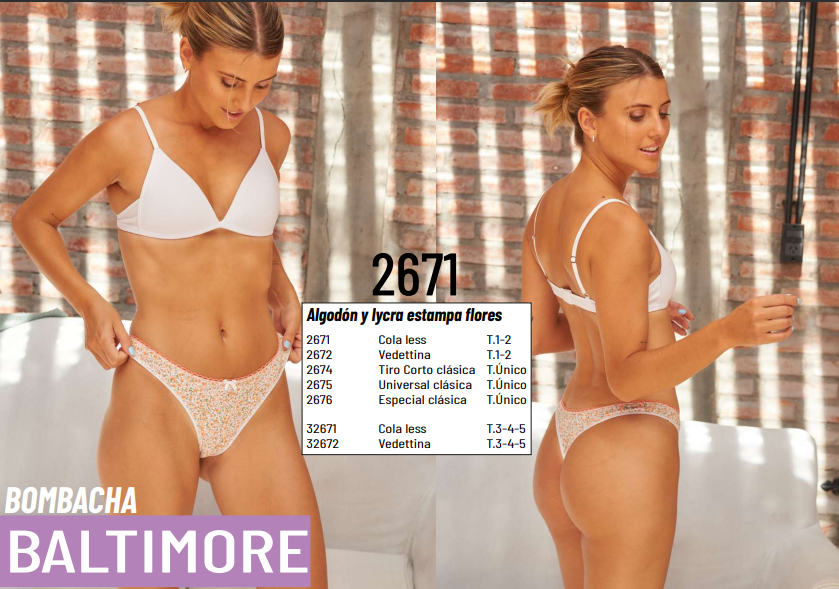 2671
Algodón y lycra estampa flores
2671 Cola less T.1-2
2672 Vedettina T.1-2
2674 Tiro Corto clásica T.Único
2675 Universal clásica T.Único
2676 Especial clásica T.Único
32671 Cola less T.3-4-5
32672 Vedettina T.3-4-5
BOMBACHA
BALTIMORE